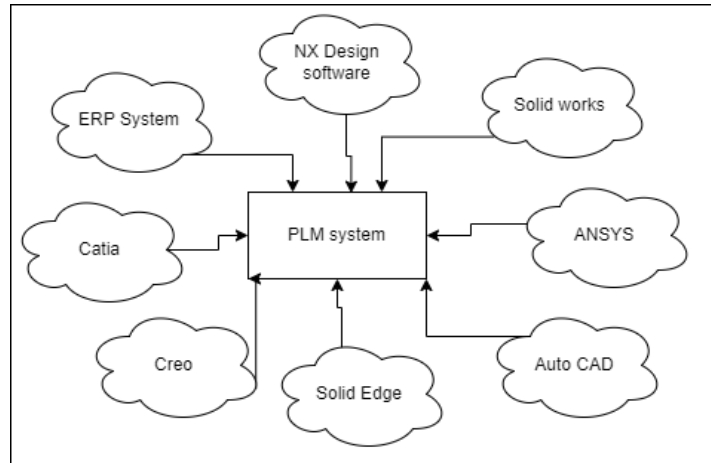 NX Design
software
Solid works
ERP System
PLM system
Catia
ANSYS
Creo
Solid Edge
Auto CAD